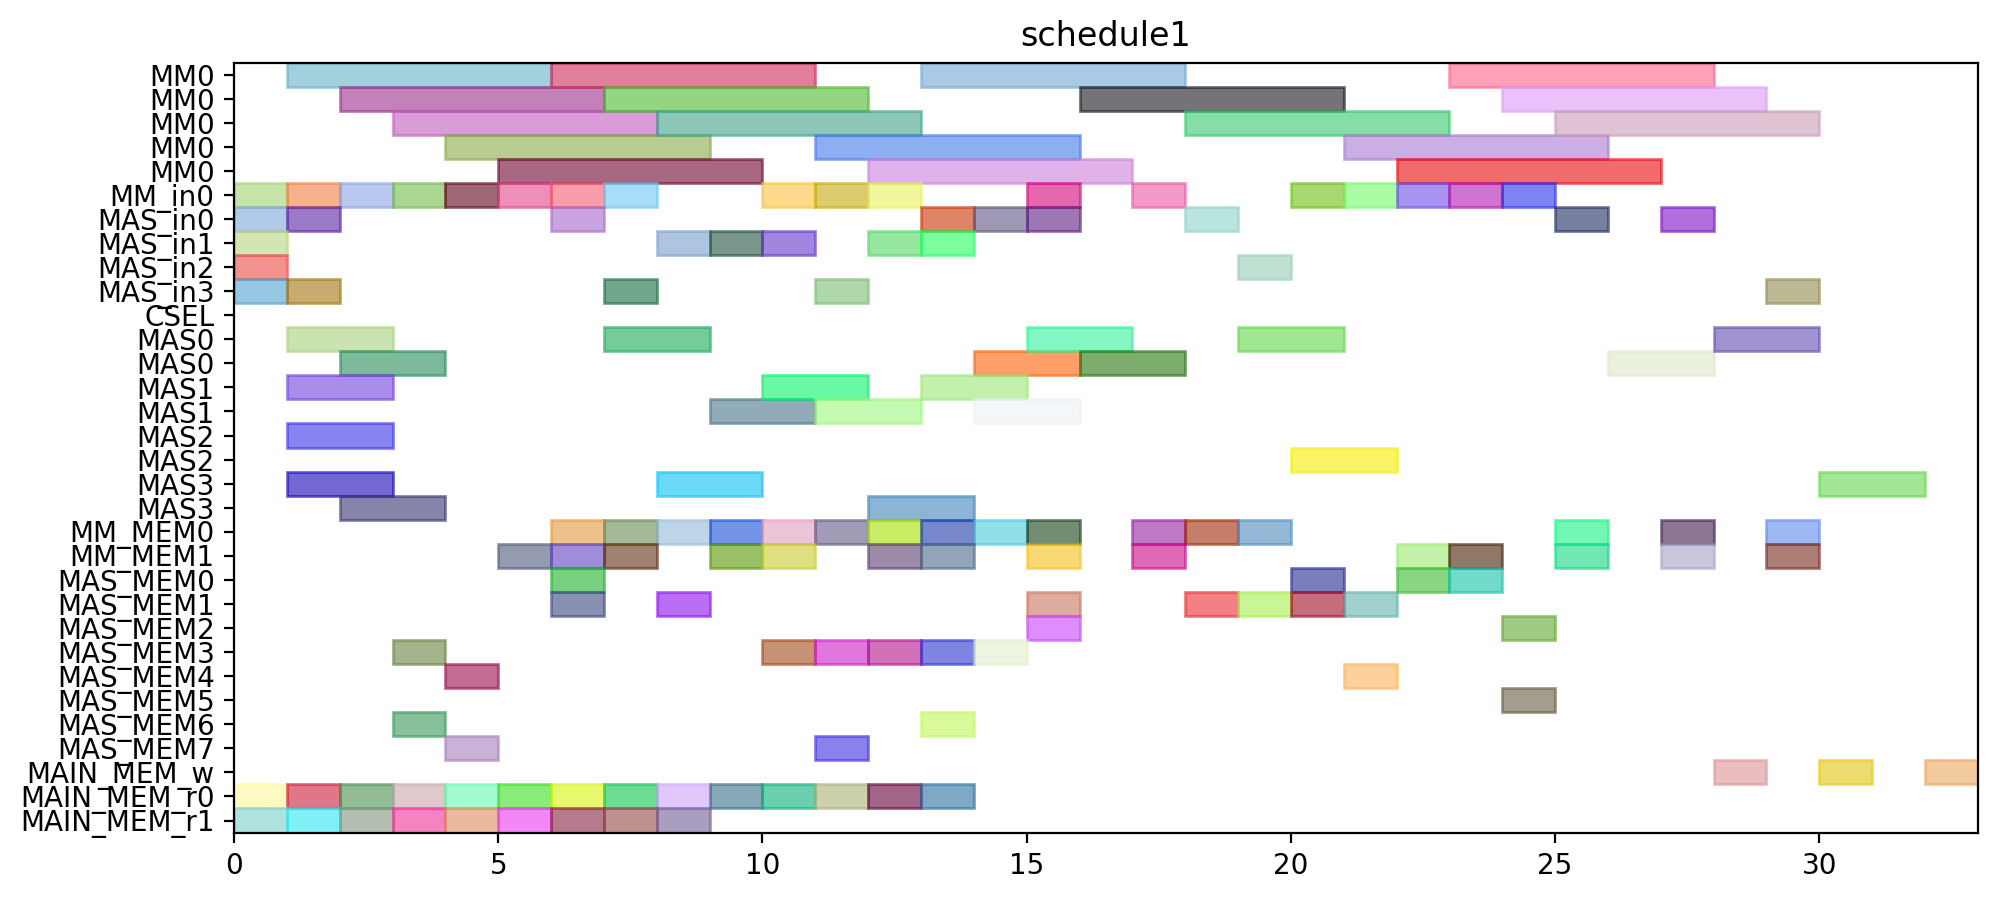 schedule1
MM0
MM0
MM0
MM0
MM0
MM_in0
MAS_in0
MAS_in1
MAS_in2
MAS_in3
CSEL
MAS0
MAS0
MAS1
MAS1
MAS2
MAS2
MAS3
MAS3
MM_MEM0
MM_MEM1
MAS_MEM0
MAS_MEM1
MAS_MEM2
MAS_MEM3
MAS_MEM4
MAS_MEM5
MAS_MEM6
MAS_MEM7
MAIN_MEM_w
MAIN_MEM_r0
MAIN_MEM_r1
0 5 10 15 20 25 30